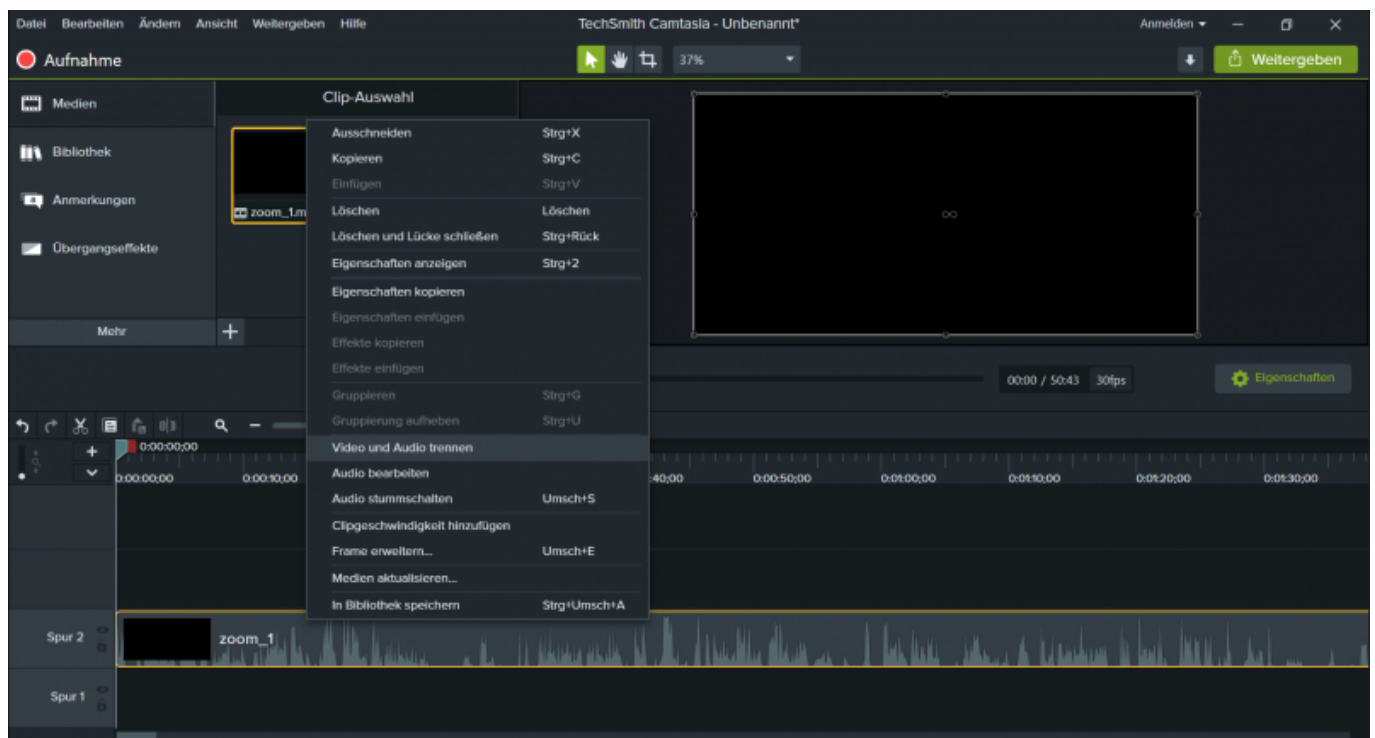 Datei Bearbeiten Ändern Ansicht Weitergeben Hilfe TechSmith Camtasia - Unbenannt* Anmelden
Aufnahme 37% Weitergeben
Medien Clip-Auswahl
Bibliothek
Anmerkungen
Übergangseffekte
zoom_1.m
Mehr
Ausschneiden Strg+X
Kopieren Strg+C
Einfügen Strg+V
Löschen Löschen
Löschen und Lücke schließen Strg+Rück
Eigenschaften anzeigen Strg+2
Eigenschaften kopieren
Eigenschaften einfügen
Effekte kopieren
Effekte einfügen
Gruppieren Strg+G
Gruppierung aufheben Strg+U
Video und Audio trennen
Audio bearbeiten
Audio stummschalten Umsch+S
Clipgeschwindigkeit hinzufügen
Frame erweitern... Umsch+E
Medien aktualisieren...
In Bibliothek speichern Strg+Umsch+A
00:00 / 50:43 30fps Eigenschaften
0:00:00;00
0:00:00;00 0:00:10;00 :40;00 0:00:50;00 0:01:00;00 0:01:10;00 0:01:20;00 0:01:30;00
Spur 2 zoom_1
Spur 1